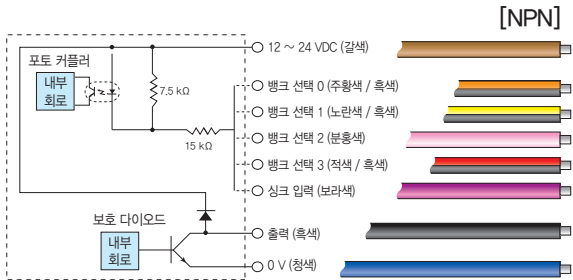 [NPN]
12 ~ 24 VDC (갈색)
포토 커플러
내부
회로
7.5 kΩ
15 kΩ
뱅크 선택 0 (주황색 / 흑색)
뱅크 선택 1 (노란색 / 흑색)
뱅크 선택 2 (분홍색)
뱅크 선택 3 (적색 / 흑색)
싱크 입력 (보라색)
보호 다이오드
내부
회로
출력 (흑색)
0 V (청색)